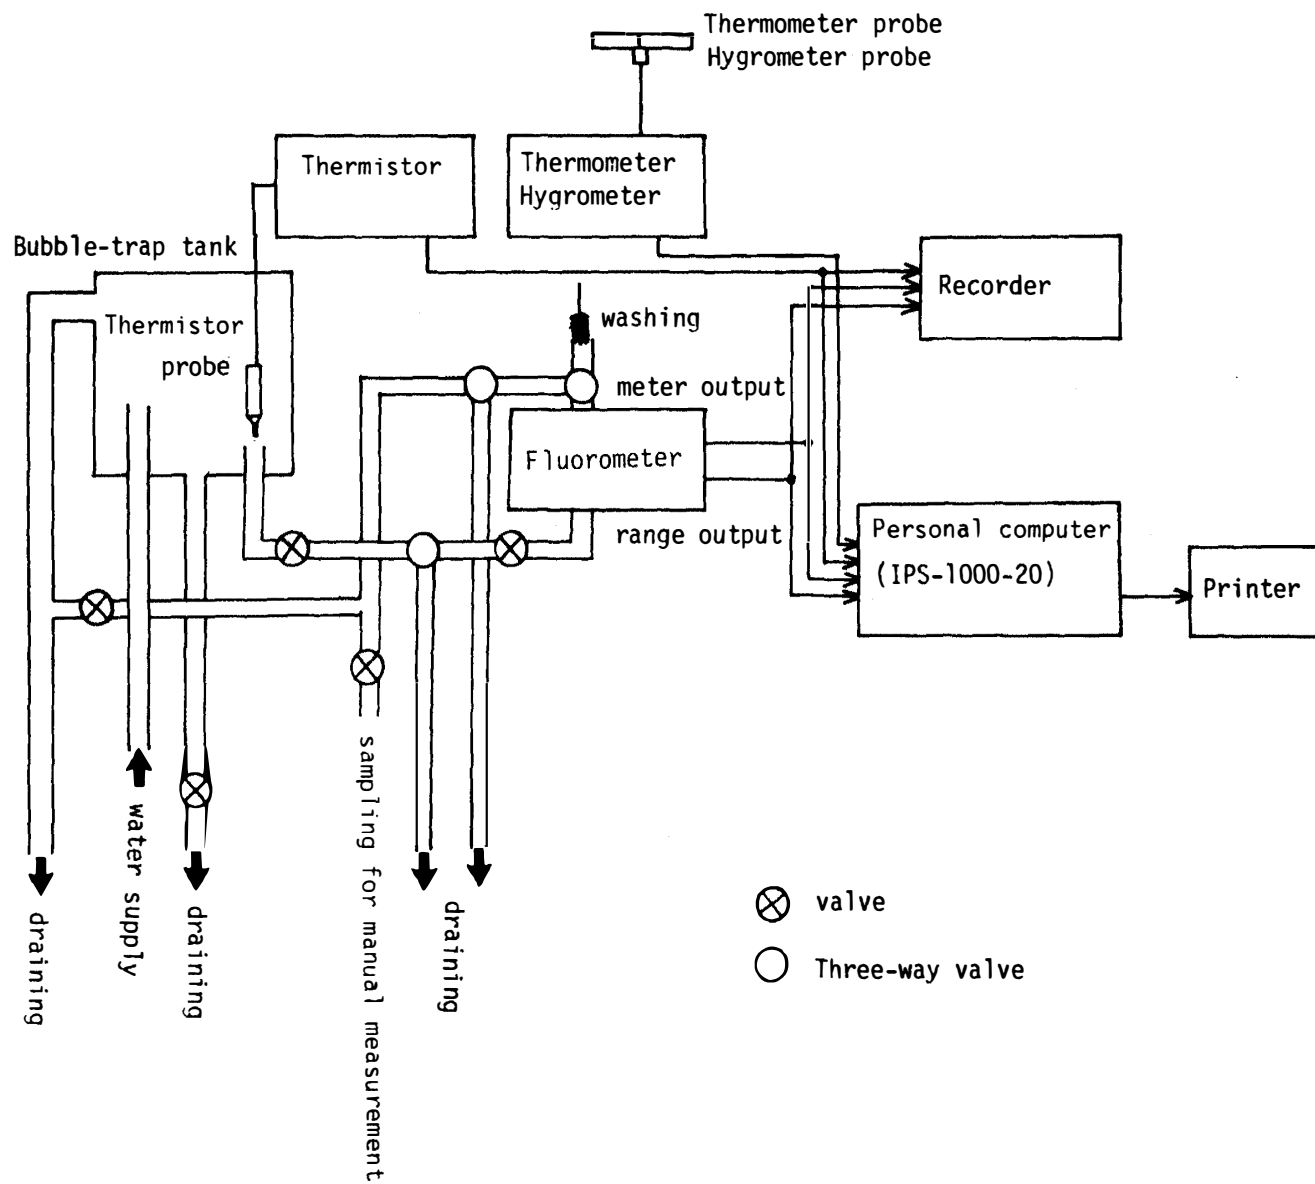 Thermometer probe
Hygrometer probe
Thermistor
Thermometer
Hygrometer
Bubble-trap tank
Recorder
Thermistor
probe
washing
meter output
Fluorometer
range output
Personal computer
(IPS-1000-20)
Printer
draining
water supply
draining
sampling for manual measurement
draining
valve
Three-way valve